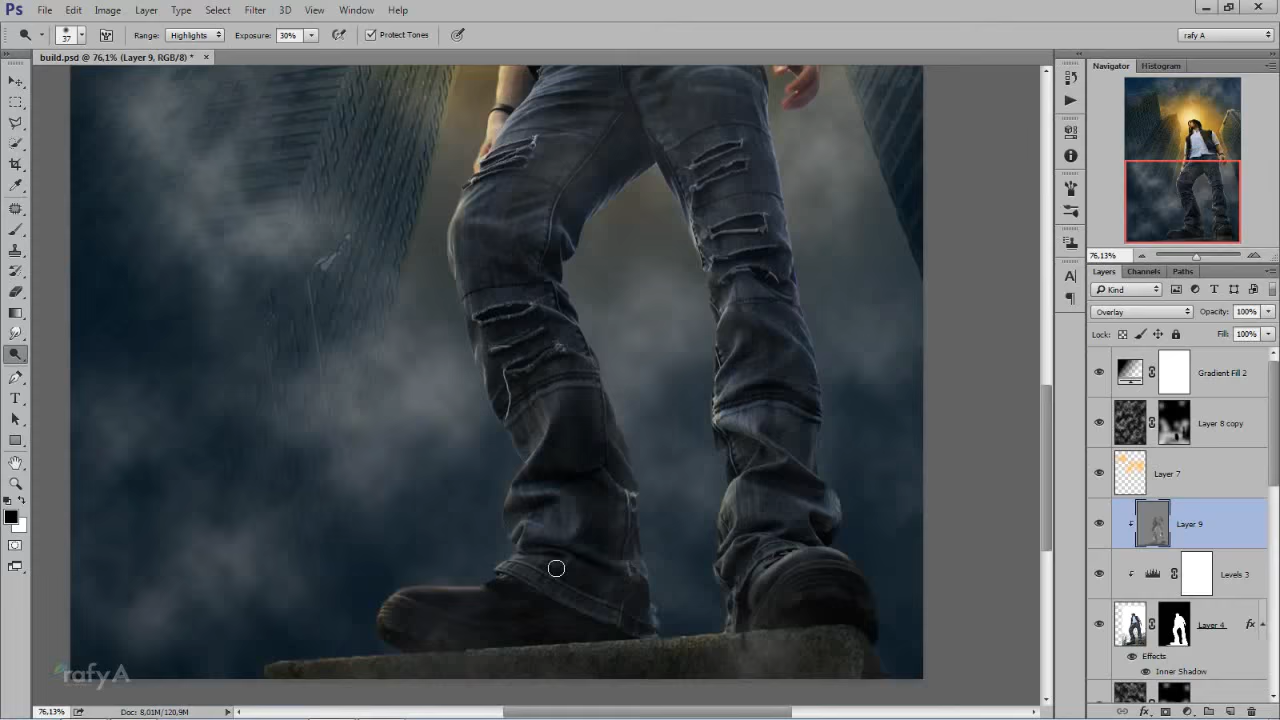 Ps File Edit Image Layer Type Select Filter 3D View Window Help
37 Range: Highlights Exposure: 30% Protect Tones rafy A
build.psd @ 76,1% (Layer 9, RGB/8) * ×
Navigator Histogram
76,13%
Layers Channels Paths
Kind
Overlay Opacity: 100%
Lock: Fill: 100%
Gradient Fill 2
Layer 8 copy
Layer 7
Layer 9
Levels 3
Layer 4 fx
Effects
Inner Shadow
rafy A
76,13% Doc: 8,01M/120,9M